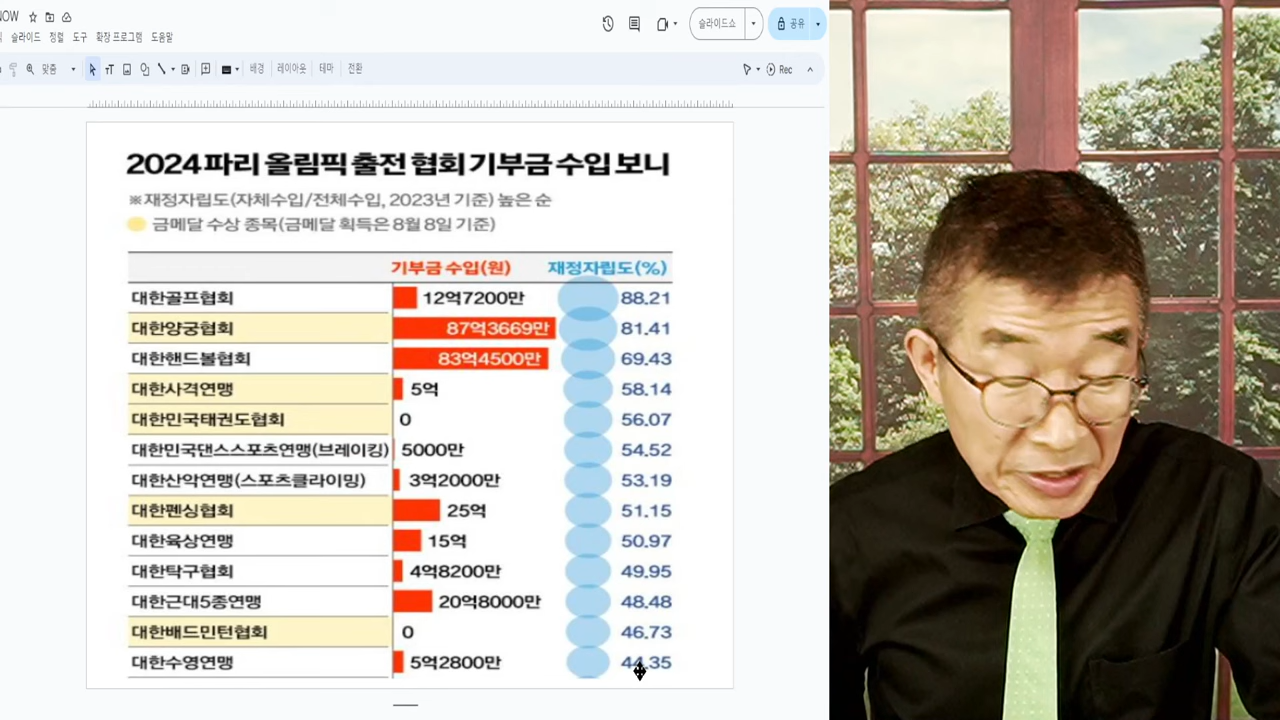 NOW
슬라이드 정렬 도구 확장 프로그램 도움말
슬라이드쇼
공유
맞춤
배경 레이아웃 테마 전환
Rec
2024 파리 올림픽 출전 협회 기부금 수입 보니
※재정자립도(자체수입/전체수입, 2023년 기준) 높은 순
금메달 수상 종목(금메달 획득은 8월 8일 기준)
기부금 수입(원) 재정자립도(%)
대한골프협회 12억7200만 88.21
대한양궁협회 87억3669만 81.41
대한핸드볼협회 83억4500만 69.43
대한사격연맹 5억 58.14
대한민국태권도협회 0 56.07
대한민국댄스스포츠연맹(브레이킹) 5000만 54.52
대한산악연맹(스포츠클라이밍) 3억2000만 53.19
대한펜싱협회 25억 51.15
대한육상연맹 15억 50.97
대한탁구협회 4억8200만 49.95
대한근대5종연맹 20억8000만 48.48
대한배드민턴협회 0 46.73
대한수영연맹 5억2800만 44.35